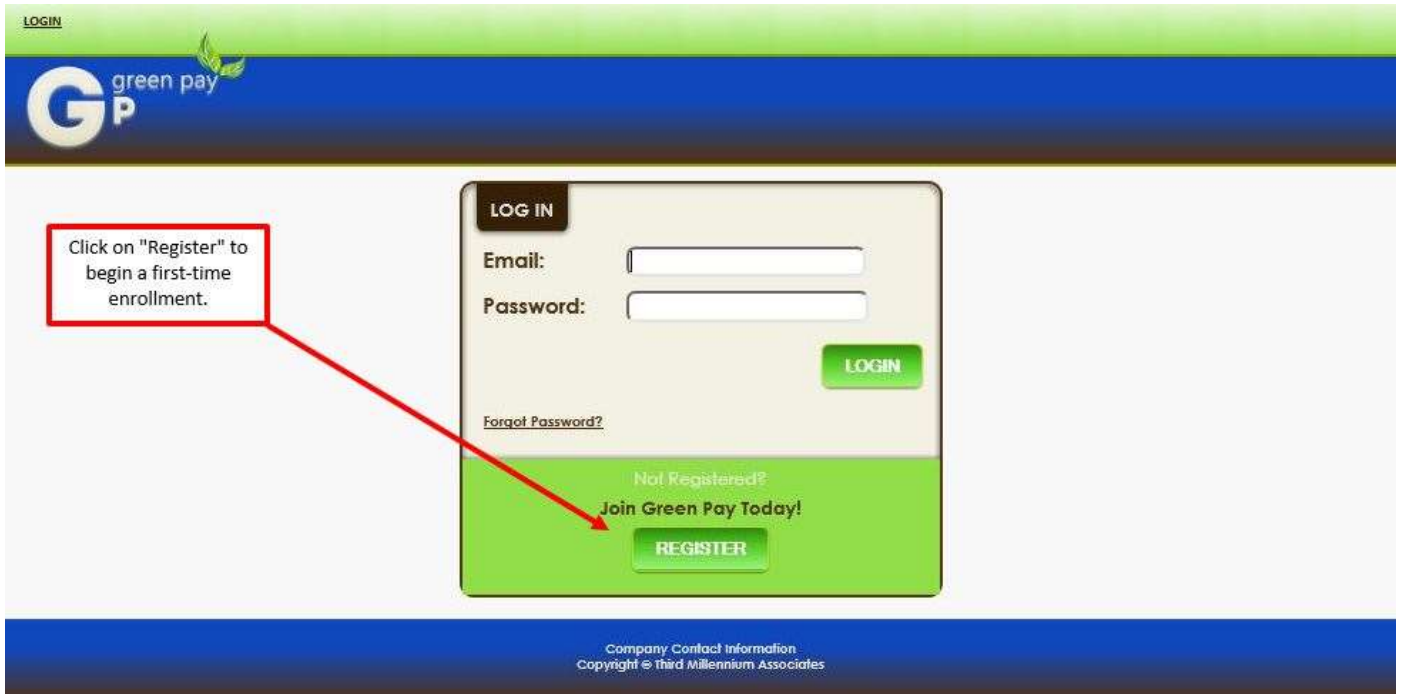 LOGIN
green pay
GP
LOG IN
Click on "Register" to
begin a first-time
enrollment.
Email:
Password:
LOGIN
Forgot Password?
Not Registered?
Join Green Pay Today!
REGISTER
Company Contact Information
Copyright © Third Millennium Associates